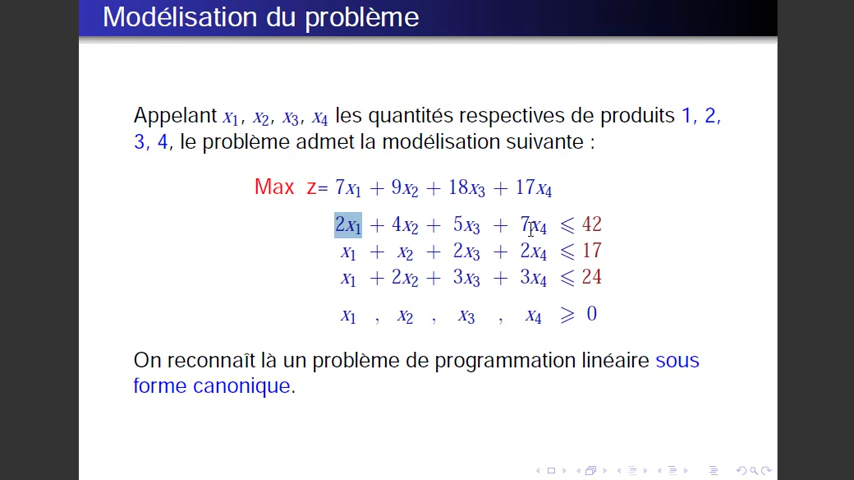 Modélisation du problème
Appelant x₁, x₂, x₃, x₄ les quantités respectives de produits 1, 2,
3, 4, le problème admet la modélisation suivante :
Max z= 7x₁ + 9x₂ + 18x₃ + 17x₄
2x₁ + 4x₂ + 5x₃ + 7x₄ ⩽ 42
x₁ + x₂ + 2x₃ + 2x₄ ⩽ 17
x₁ + 2x₂ + 3x₃ + 3x₄ ⩽ 24
x₁ , x₂ , x₃ , x₄ ⩾ 0
On reconnaît là un problème de programmation linéaire sous
forme canonique.